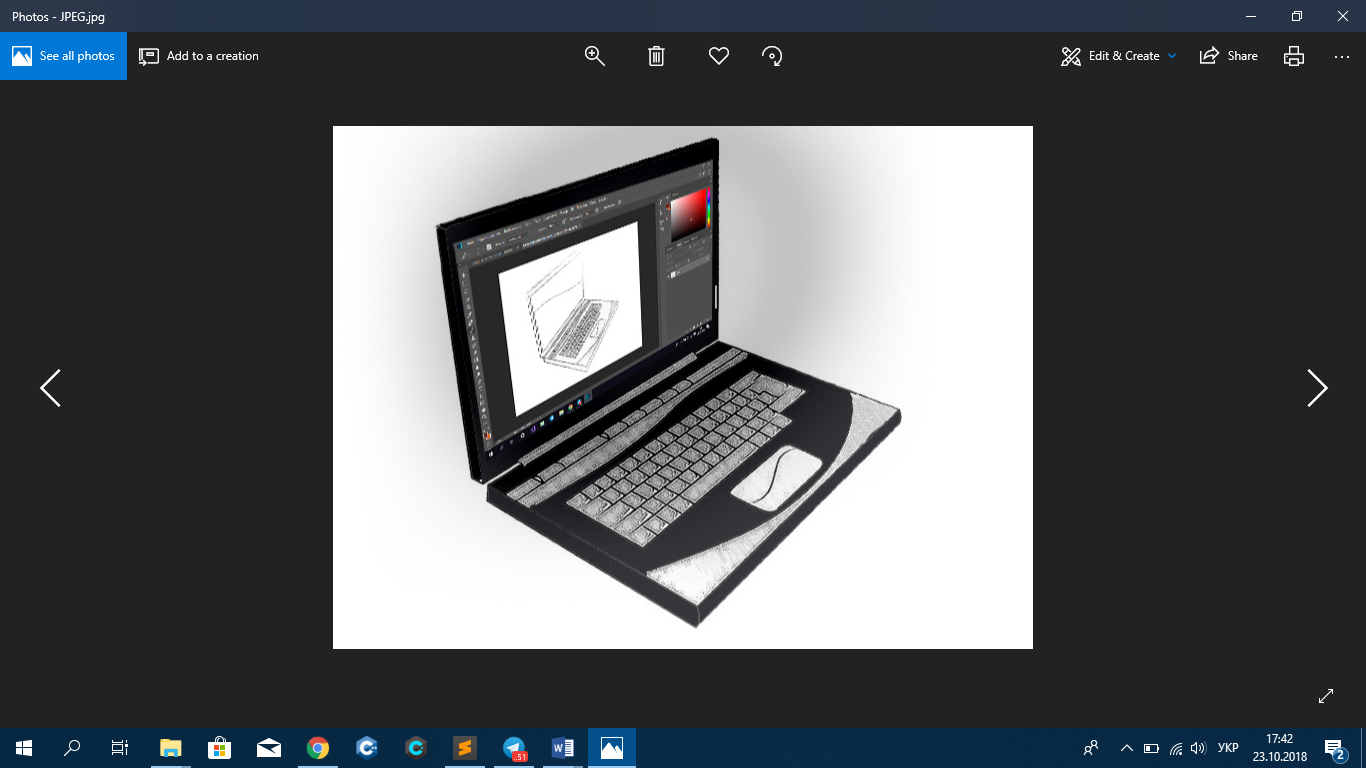 Photos - JPEG.jpg
See all photos
Add to a creation
Edit & Create
Share
51
УКР
17:42
23.10.2018
2